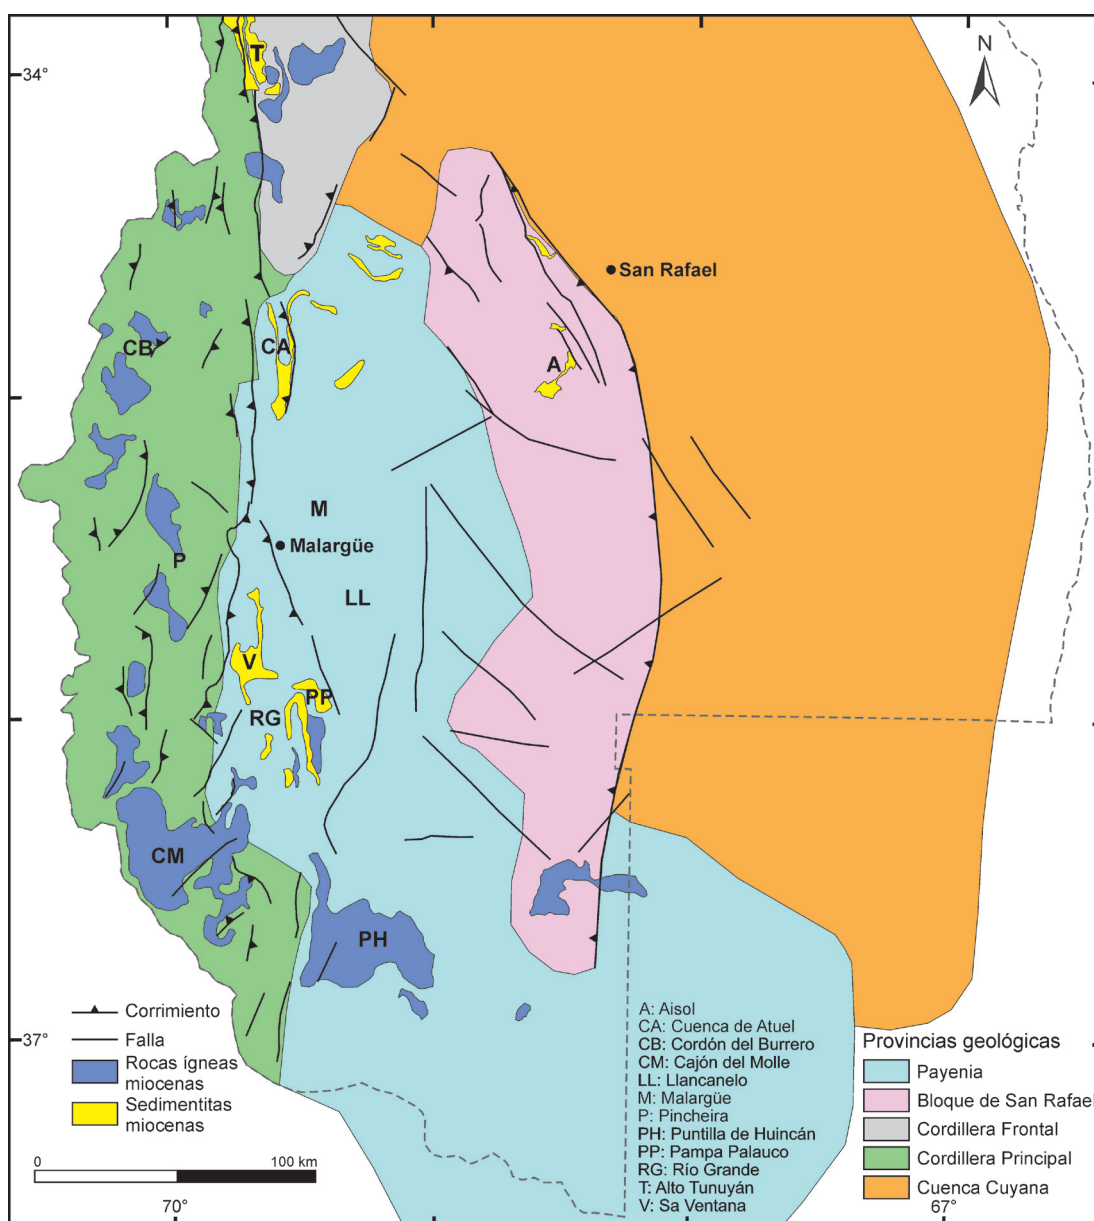 N
34°
T
San Rafael
CB
CA
A
M
P
Malargüe
LL
V
PP
RG
CM
PH
Corrimiento
Falla
Rocas ígneas
miocenas
Sedimentitas
miocenas
0 100 km
A: Aisol
CA: Cuenca de Atuel
CB: Cordón del Burrero
CM: Cajón del Molle
LL: Llancanelo
M: Malargüe
P: Pincheira
PH: Puntilla de Huincán
PP: Pampa Palauco
RG: Río Grande
T: Alto Tunuyán
V: Sa Ventana
Provincias geológicas
Payenia
Bloque de San Rafael
Cordillera Frontal
Cordillera Principal
Cuenca Cuyana
37°
70°
67°